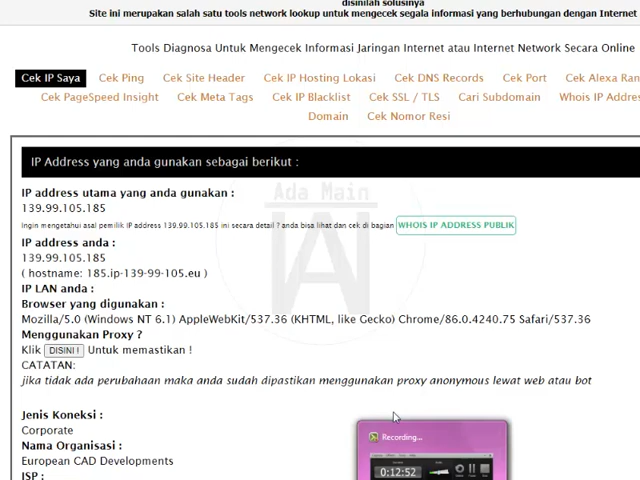 disinilah solusinya
Site ini merupakan salah satu tools network lookup untuk mengecek segala informasi yang berhubungan dengan Internet
Tools Diagnosa Untuk Mengecek Informasi Jaringan Internet atau Internet Network Secara Online
Cek IP Saya Cek Ping Cek Site Header Cek IP Hosting Lokasi Cek DNS Records Cek Port Cek Alexa Ran
Cek PageSpeed Insight Cek Meta Tags Cek IP Blacklist Cek SSL / TLS Cari Subdomain Whois IP Addres
Domain Cek Nomor Resi
IP Address yang anda gunakan sebagai berikut :
Ada Main
IP address utama yang anda gunakan :
139.99.105.185
Ingin mengetahui asal pemilik IP address 139.99.105.185 ini secara detail ? anda bisa lihat dan cek di bagian WHOIS IP ADDRESS PUBLIK
IP address anda :
139.99.105.185
( hostname: 185.ip-139-99-105.eu )
IP LAN anda :
Browser yang digunakan :
Mozilla/5.0 (Windows NT 6.1) AppleWebKit/537.36 (KHTML, like Gecko) Chrome/86.0.4240.75 Safari/537.36
Menggunakan Proxy ?
Klik DISINI ! Untuk memastikan !
CATATAN:
jika tidak ada perubahaan maka anda sudah dipastikan menggunakan proxy anonymous lewat web atau bot
Jenis Koneksi :
Corporate
Recording...
Nama Organisasi :
European CAD Developments
0:12:52
ISP :